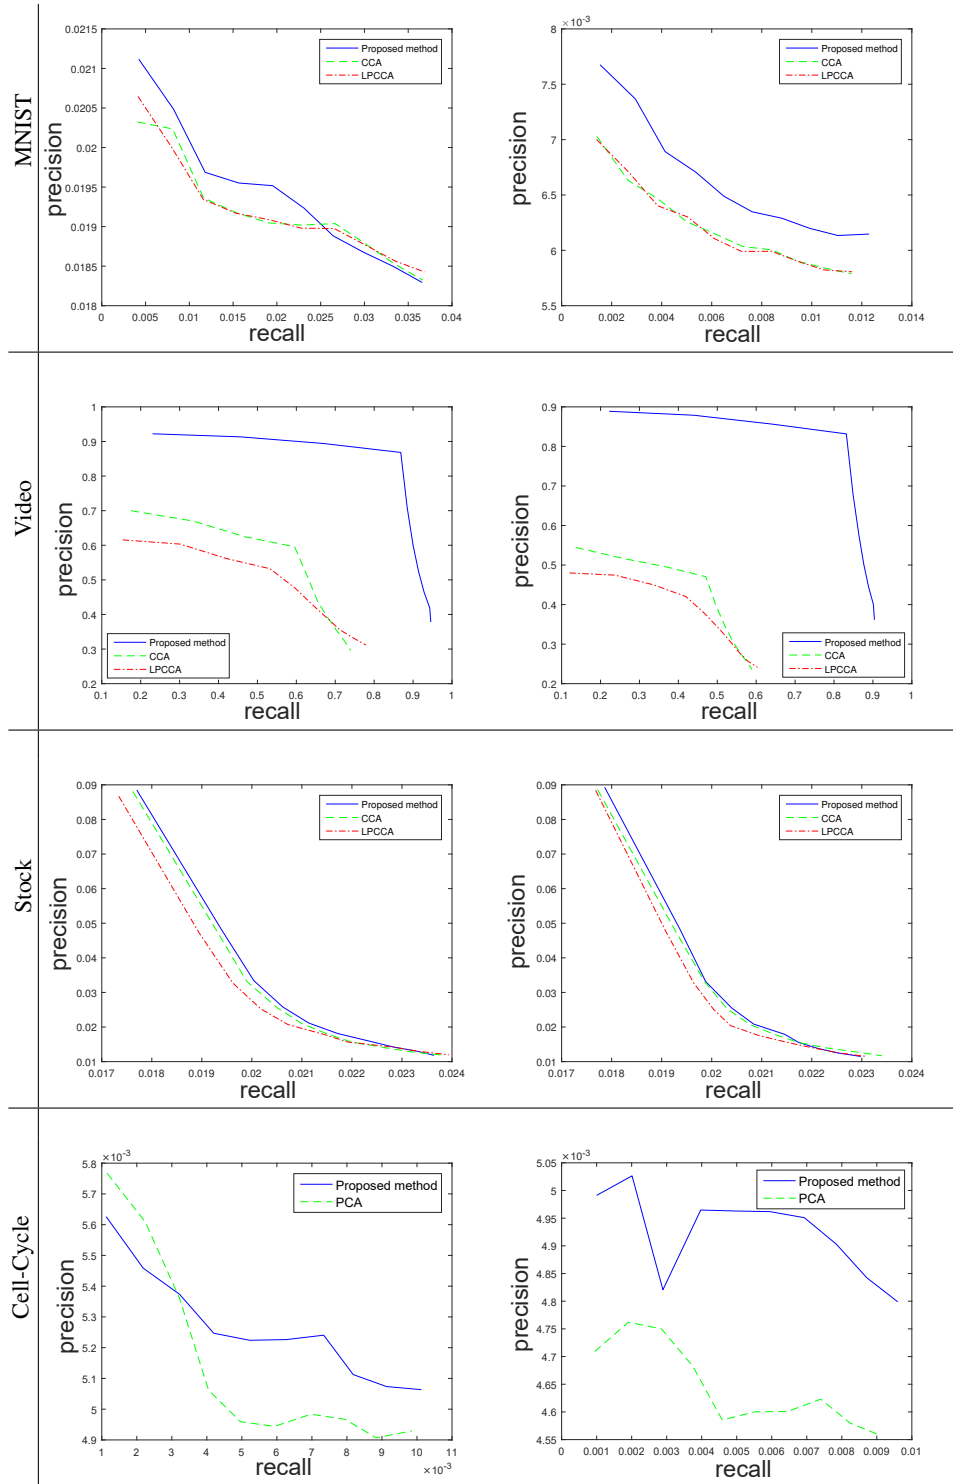 MNIST
0.0215
0.021
0.0205
0.02
0.0195
0.019
0.0185
0.018
precision
0 0.005 0.01 0.015 0.02 0.025 0.03 0.035 0.04
recall
Proposed method
CCA
LPCCA
×10⁻³
8
7.5
7
6.5
6
5.5
precision
0 0.002 0.004 0.006 0.008 0.01 0.012 0.014
recall
Proposed method
CCA
LPCCA
Video
1
0.9
0.8
0.7
0.6
0.5
0.4
0.3
0.2
precision
0.1 0.2 0.3 0.4 0.5 0.6 0.7 0.8 0.9 1
recall
Proposed method
CCA
LPCCA
0.9
0.8
0.7
0.6
0.5
0.4
0.3
0.2
precision
0.1 0.2 0.3 0.4 0.5 0.6 0.7 0.8 0.9 1
recall
Proposed method
CCA
LPCCA
Stock
0.09
0.08
0.07
0.06
0.05
0.04
0.03
0.02
0.01
precision
0.017 0.018 0.019 0.02 0.021 0.022 0.023 0.024
recall
Proposed method
CCA
LPCCA
0.09
0.08
0.07
0.06
0.05
0.04
0.03
0.02
0.01
precision
0.017 0.018 0.019 0.02 0.021 0.022 0.023 0.024
recall
Proposed method
CCA
LPCCA
Cell-Cycle
×10⁻³
5.8
5.7
5.6
5.5
5.4
5.3
5.2
5.1
5
4.9
precision
1 2 3 4 5 6 7 8 9 10 11
×10⁻³
recall
Proposed method
PCA
×10⁻³
5.05
5
4.95
4.9
4.85
4.8
4.75
4.7
4.65
4.6
4.55
precision
0 0.001 0.002 0.003 0.004 0.005 0.006 0.007 0.008 0.009 0.01
recall
Proposed method
PCA